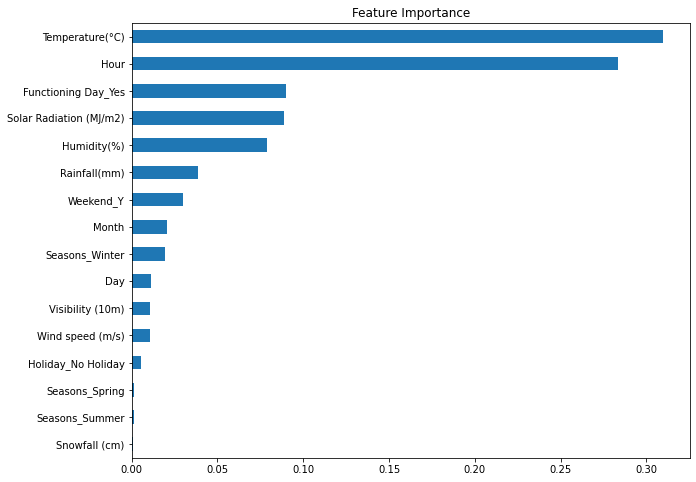 Feature Importance
Temperature(°C)
Hour
Functioning Day_Yes
Solar Radiation (MJ/m2)
Humidity(%)
Rainfall(mm)
Weekend_Y
Month
Seasons_Winter
Day
Visibility (10m)
Wind speed (m/s)
Holiday_No Holiday
Seasons_Spring
Seasons_Summer
Snowfall (cm)
0.00 0.05 0.10 0.15 0.20 0.25 0.30